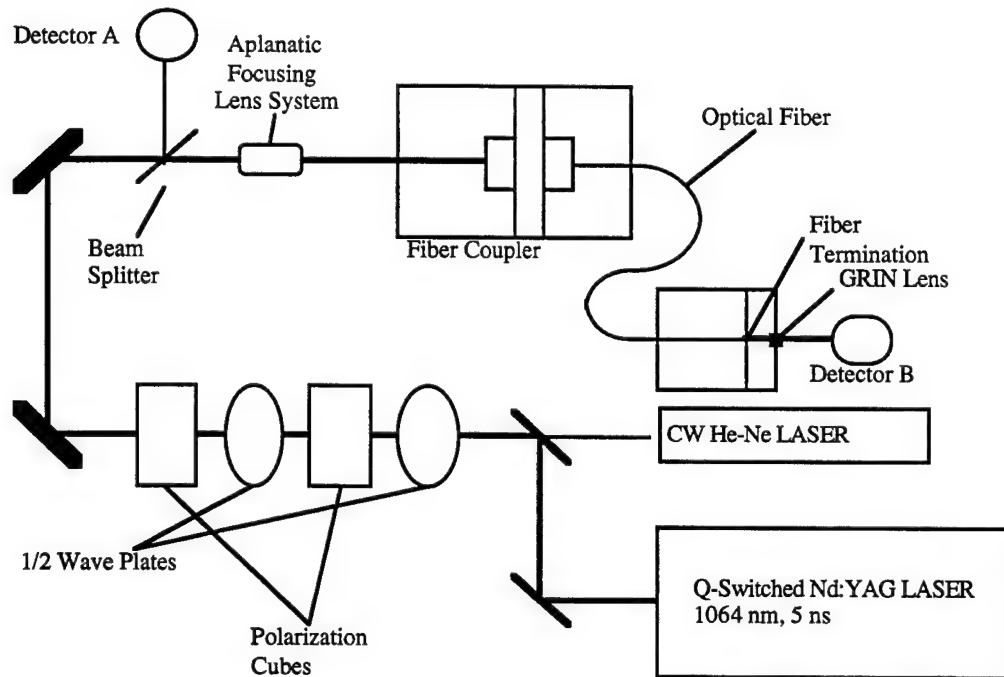 Detector A
Aplanatic
Focusing
Lens System
Optical Fiber
Beam
Splitter
Fiber Coupler
Fiber
Termination
GRIN Lens
Detector B
CW He-Ne LASER
1/2 Wave Plates
Polarization
Cubes
Q-Switched Nd:YAG LASER
1064 nm, 5 ns